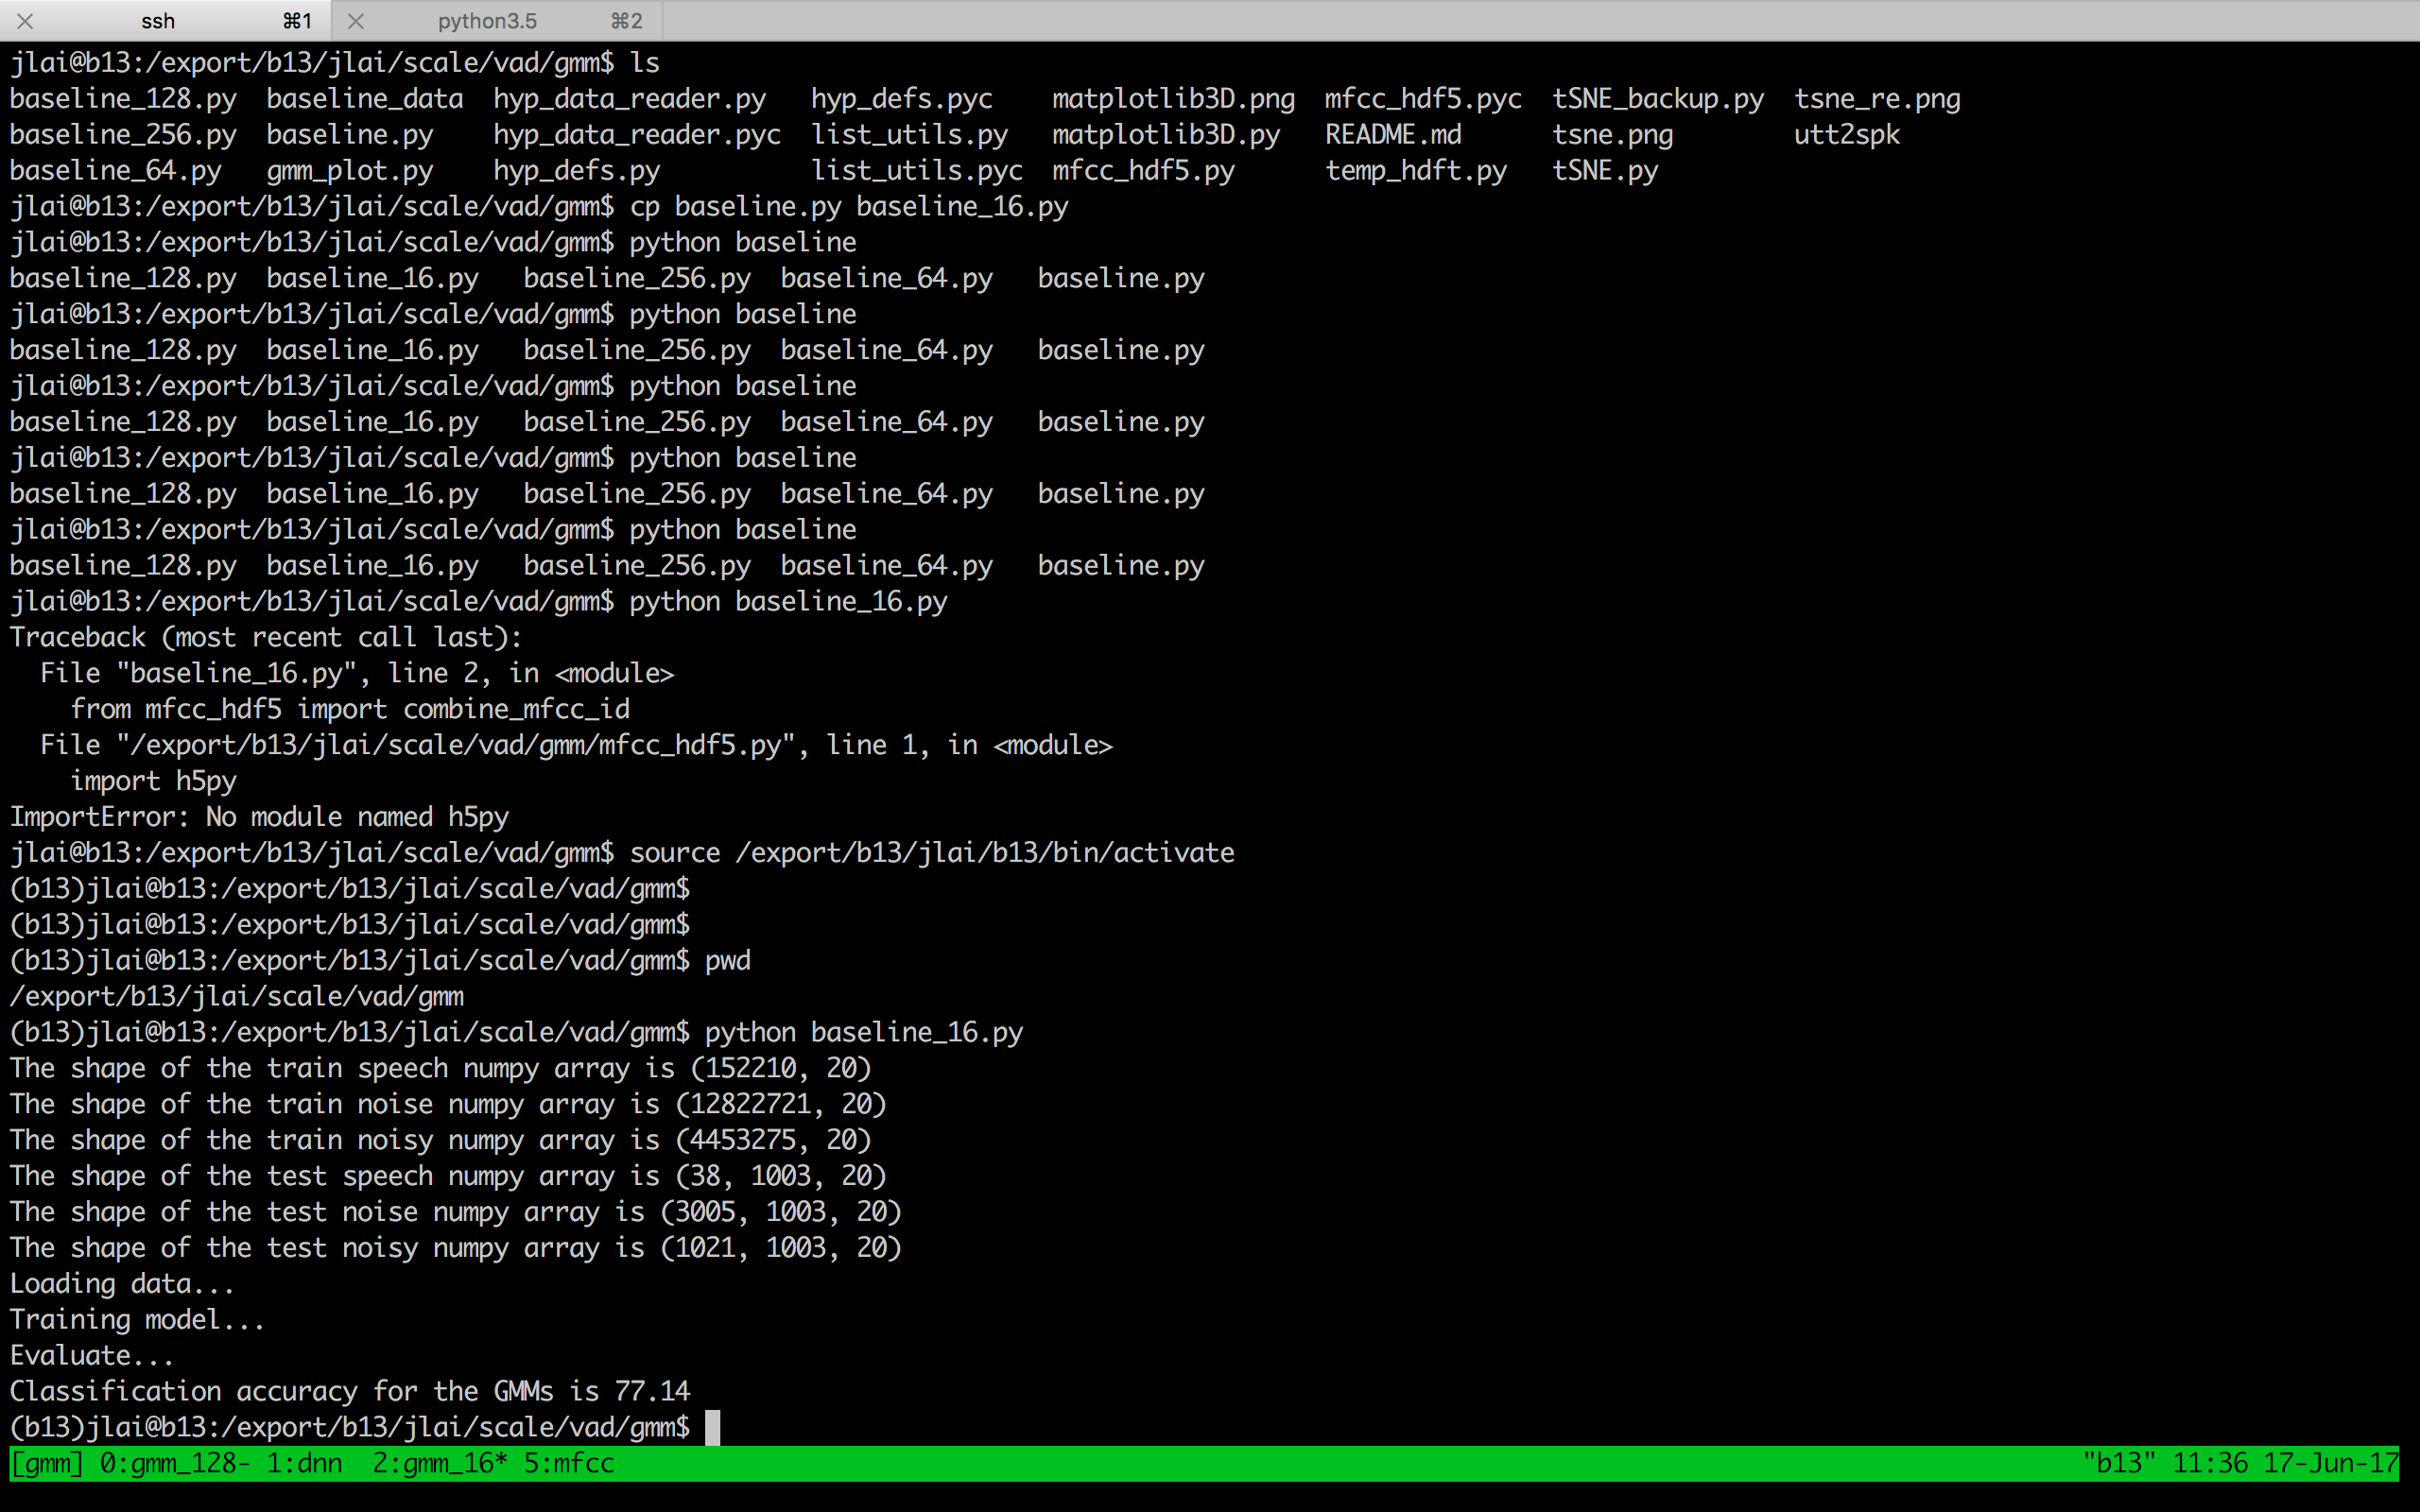 ssh ⌘1 python3.5 ⌘2
jlai@b13:/export/b13/jlai/scale/vad/gmm$ ls
baseline_128.py  baseline_data  hyp_data_reader.py   hyp_defs.pyc    matplotlib3D.png  mfcc_hdf5.pyc  tSNE_backup.py  tsne_re.png
baseline_256.py  baseline.py    hyp_data_reader.pyc  list_utils.py   matplotlib3D.py   README.md      tsne.png        utt2spk
baseline_64.py   gmm_plot.py    hyp_defs.py          list_utils.pyc  mfcc_hdf5.py      temp_hdft.py   tSNE.py
jlai@b13:/export/b13/jlai/scale/vad/gmm$ cp baseline.py baseline_16.py
jlai@b13:/export/b13/jlai/scale/vad/gmm$ python baseline
baseline_128.py  baseline_16.py   baseline_256.py  baseline_64.py   baseline.py
jlai@b13:/export/b13/jlai/scale/vad/gmm$ python baseline
baseline_128.py  baseline_16.py   baseline_256.py  baseline_64.py   baseline.py
jlai@b13:/export/b13/jlai/scale/vad/gmm$ python baseline
baseline_128.py  baseline_16.py   baseline_256.py  baseline_64.py   baseline.py
jlai@b13:/export/b13/jlai/scale/vad/gmm$ python baseline
baseline_128.py  baseline_16.py   baseline_256.py  baseline_64.py   baseline.py
jlai@b13:/export/b13/jlai/scale/vad/gmm$ python baseline
baseline_128.py  baseline_16.py   baseline_256.py  baseline_64.py   baseline.py
jlai@b13:/export/b13/jlai/scale/vad/gmm$ python baseline_16.py
Traceback (most recent call last):
  File "baseline_16.py", line 2, in <module>
    from mfcc_hdf5 import combine_mfcc_id
  File "/export/b13/jlai/scale/vad/gmm/mfcc_hdf5.py", line 1, in <module>
    import h5py
ImportError: No module named h5py
jlai@b13:/export/b13/jlai/scale/vad/gmm$ source /export/b13/jlai/b13/bin/activate
(b13)jlai@b13:/export/b13/jlai/scale/vad/gmm$
(b13)jlai@b13:/export/b13/jlai/scale/vad/gmm$
(b13)jlai@b13:/export/b13/jlai/scale/vad/gmm$ pwd
/export/b13/jlai/scale/vad/gmm
(b13)jlai@b13:/export/b13/jlai/scale/vad/gmm$ python baseline_16.py
The shape of the train speech numpy array is (152210, 20)
The shape of the train noise numpy array is (12822721, 20)
The shape of the train noisy numpy array is (4453275, 20)
The shape of the test speech numpy array is (38, 1003, 20)
The shape of the test noise numpy array is (3005, 1003, 20)
The shape of the test noisy numpy array is (1021, 1003, 20)
Loading data...
Training model...
Evaluate...
Classification accuracy for the GMMs is 77.14
(b13)jlai@b13:/export/b13/jlai/scale/vad/gmm$
[gmm] 0:gmm_128- 1:dnn  2:gmm_16* 5:mfcc "b13" 11:36 17-Jun-17